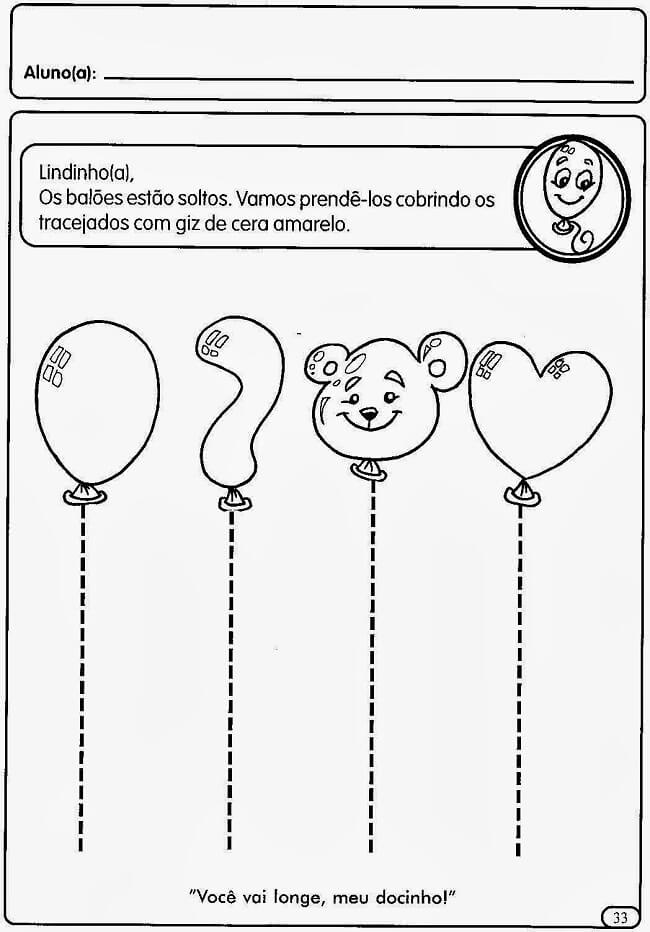 Aluno(a):
Lindinho(a),
Os balões estão soltos. Vamos prendê-los cobrindo os
tracejados com giz de cera amarelo.
"Você vai longe, meu docinho!"
33